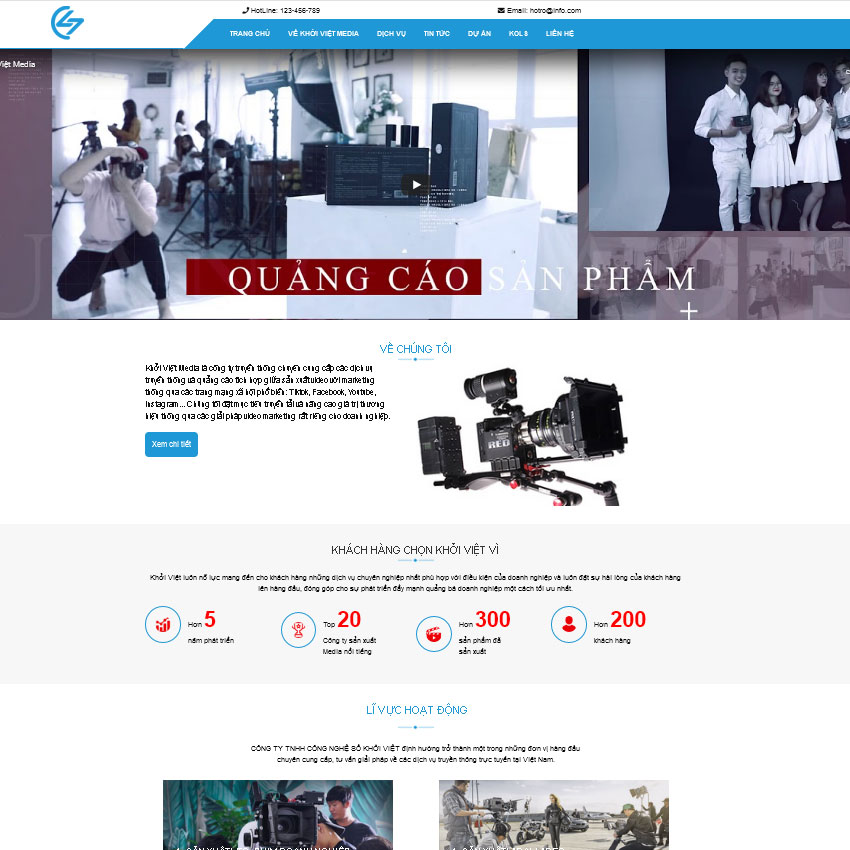 HotLine: 123-456-789
Email: hotro@info.com
TRANG CHỦ VỀ KHỞI VIỆT MEDIA DỊCH VỤ TIN TỨC DỰ ÁN KOL S LIÊN HỆ
Việt Media
QUẢNG CÁO SẢN PHẨM
VỀ CHÚNG TÔI
Khởi Việt Media là công ty truyền thông chuyên cung cấp các dịch vụ
truyền thông và quảng cáo tích hợp giữa sản xuất video với marketing
thông qua các trang mạng xã hội phổ biến: Tiktok, Facebook, Youtube,
Instagram... Chúng tôi đặt mục tiêu truyền tải và nâng cao giá trị thương
hiệu thông qua các giải pháp video marketing rất riêng cho doanh nghiệp.
Xem chi tiết
RED
KHÁCH HÀNG CHỌN KHỞI VIỆT VÌ
Khởi Việt luôn nổ lực mang đến cho khách hàng những dịch vụ chuyên nghiệp nhất phù hợp với điều kiện của doanh nghiệp và luôn đặt sự hài lòng của khách hàng
lên hàng đầu, đóng góp cho sự phát triển đẩy mạnh quảng bá doanh nghiệp một cách tối ưu nhất.
Hơn 5
năm phát triển
Top 20
Công ty sản xuất
Media nổi tiếng
Hơn 300
sản phẩm đã
sản xuất
Hơn 200
khách hàng
LĨ VỰC HOẠT ĐỘNG
CÔNG TY TNHH CÔNG NGHỆ SỐ KHỞI VIỆT định hướng trở thành một trong những đơn vị hàng đầu
chuyên cung cấp, tư vấn giải pháp về các dịch vụ truyền thông trực tuyến tại Việt Nam.